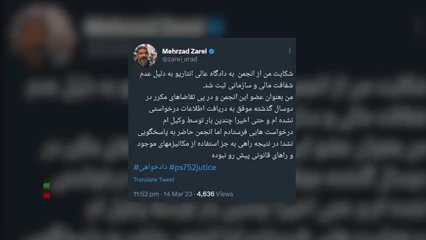 Mehrzad Zarei
@zarei_arad
شکایت من از انجمن به دادگاه عالی انتاریو به دلیل عدم
شفافت مالی و سازمانی ثبت شد.
من بعنوان عضو این انجمن و در پی تقاضاهای مکرر در
دوسال گذشته موفق به دریافت اطلاعات درخواستی
نشده ام و حتی اخیرا چندین بار توسط وکیل ام
درخواست هایی فرستادم اما انجمن حاضر به پاسخگویی
نشد! در نتیجه راهی به جز استفاده از مکانیزمهای موجود
و راهای قانونی پیش رو نبوده
#دادخواهی #ps752jutice
Translate Tweet
11:53 pm · 14 Mar 23 · 4,636 Views